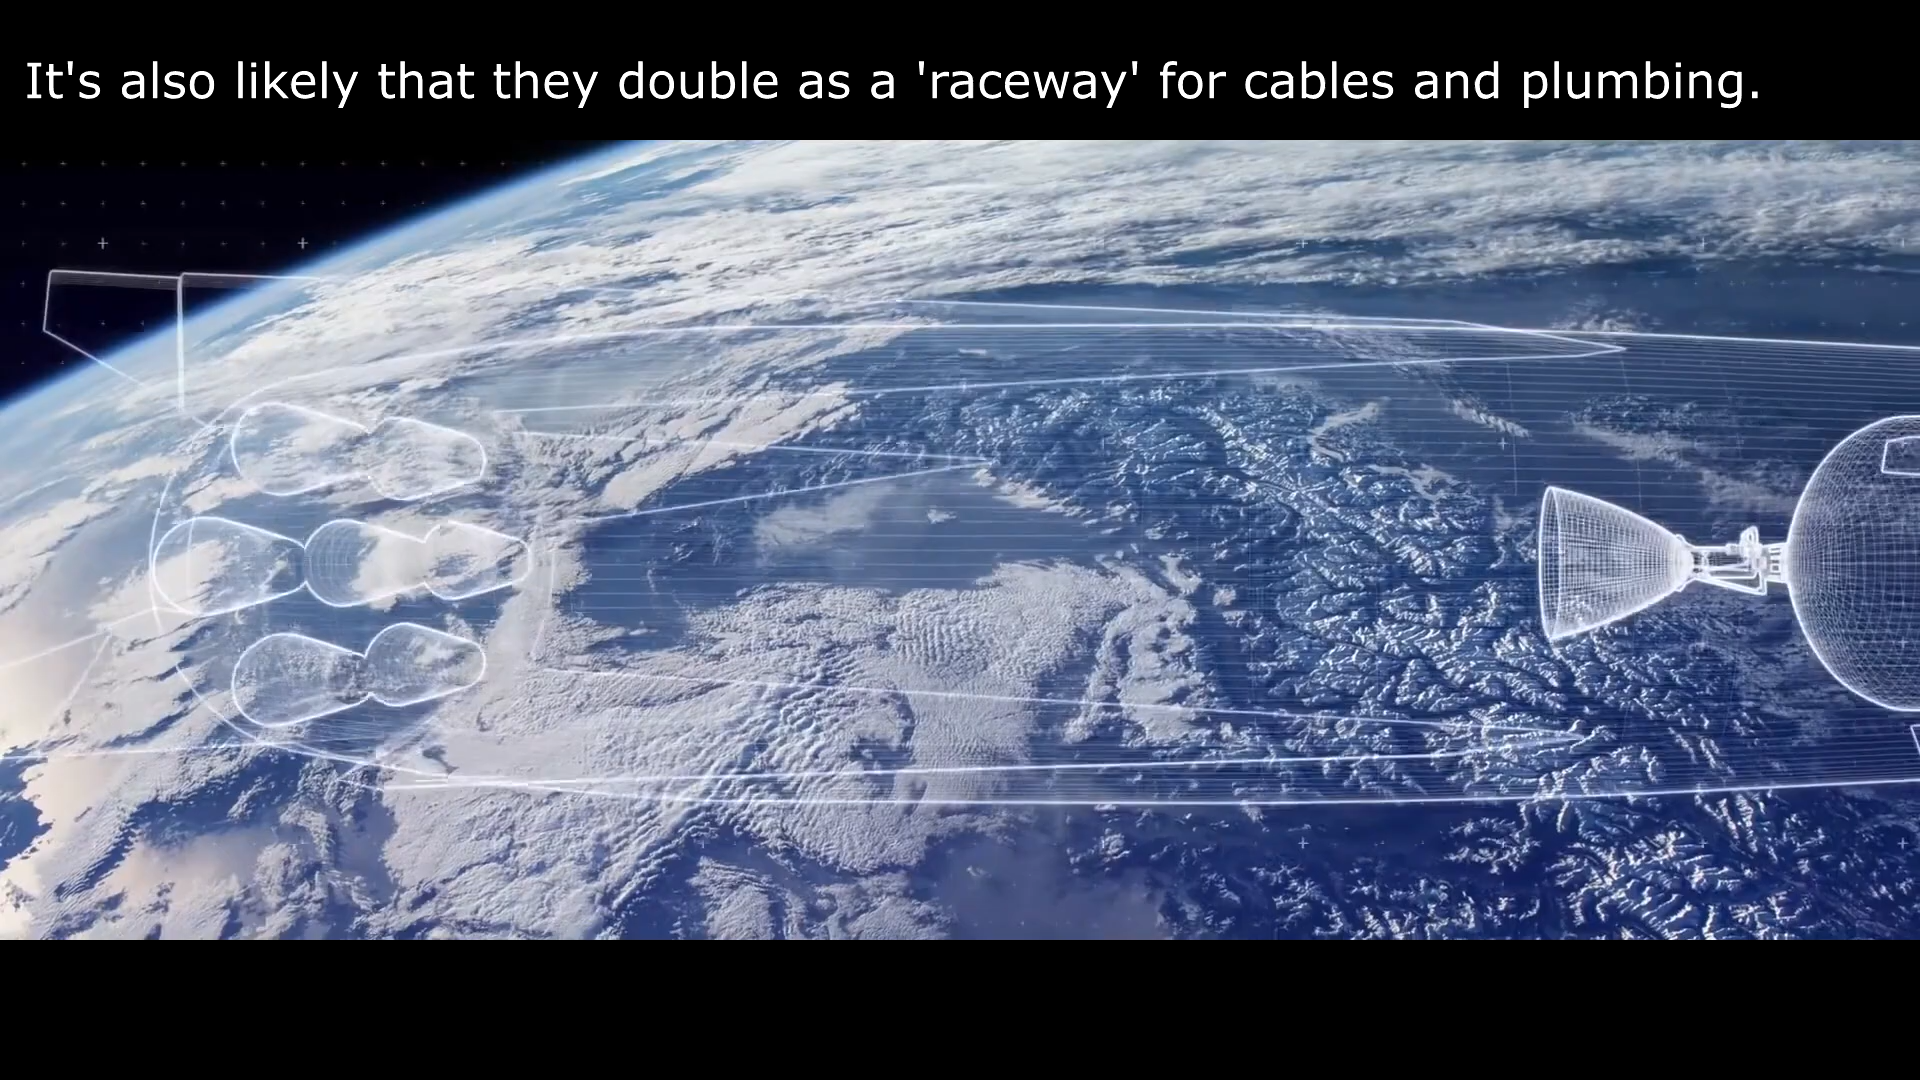 It's also likely that they double as a 'raceway' for cables and plumbing.